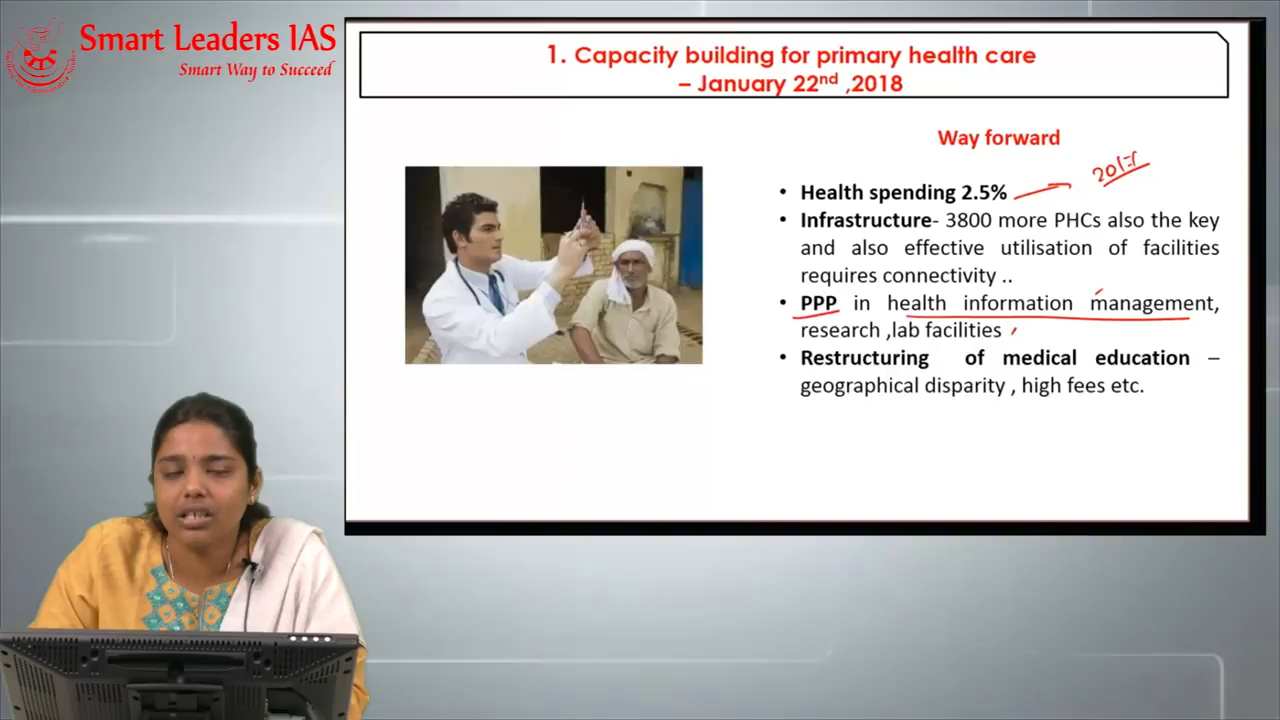 Smart Leaders IAS
Smart Way to Succeed
1. Capacity building for primary health care
– January 22nd ,2018
Way forward
• Health spending 2.5%
• Infrastructure- 3800 more PHCs also the key
and also effective utilisation of facilities
requires connectivity ..
• PPP in health information management,
research ,lab facilities
• Restructuring of medical education –
geographical disparity , high fees etc.